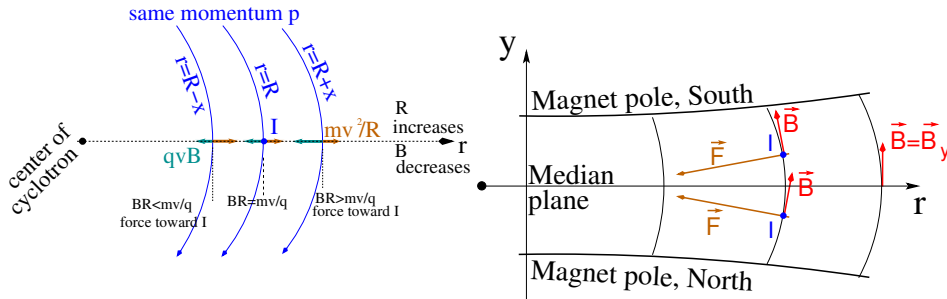 same momentum p
r=R−x
r=R
r=R+x
R
increases
B
decreases
I
mv²/R
r
qvB
center of
cyclotron
BR<mv/q
force toward I
BR=mv/q
BR>mv/q
force toward I
y
Magnet pole, South
B⃗
I
F⃗
B⃗=B⃗y
Median
plane
B⃗
F⃗
I
r
Magnet pole, North